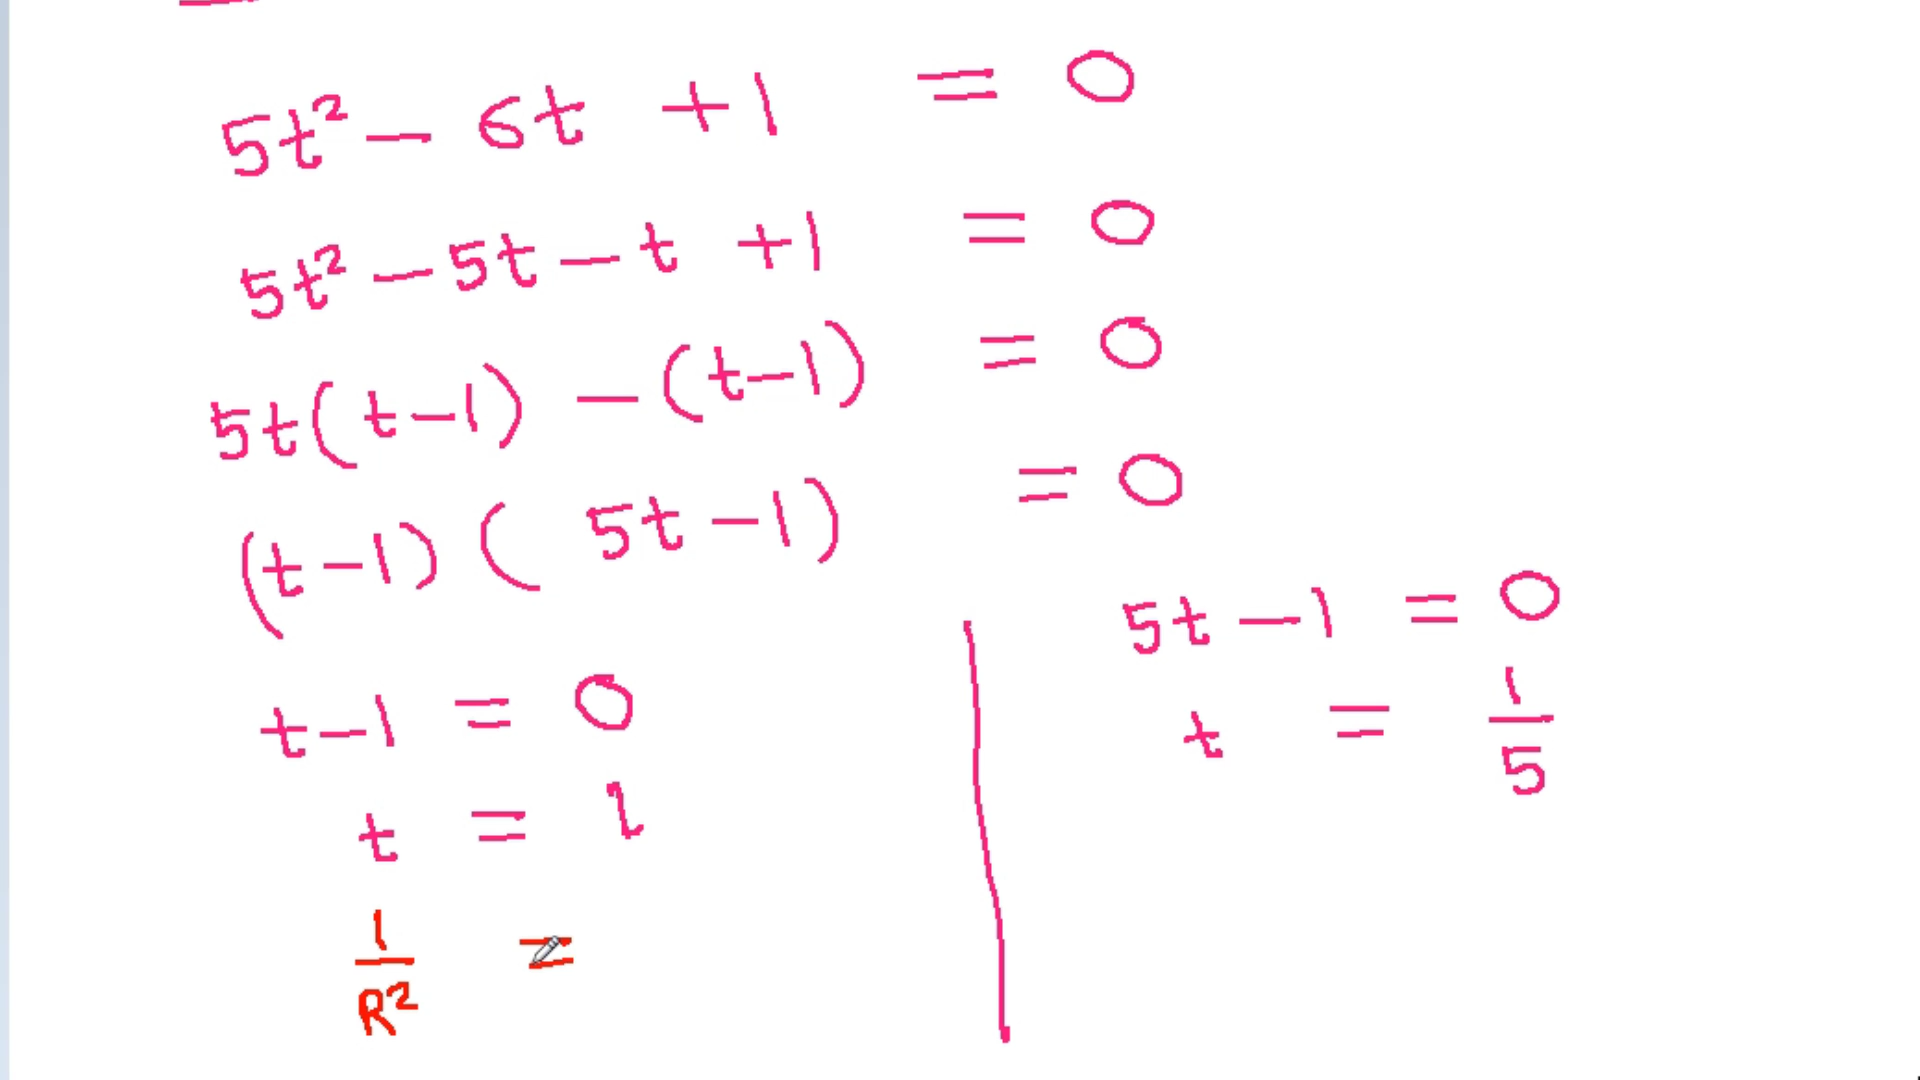 5t² - 6t + 1 = 0
5t² - 5t - t + 1 = 0
5t(t-1) - (t-1) = 0
(t-1)(5t-1) = 0
t-1 = 0
t = 1
1/R² =
5t-1 = 0
t = 1/5